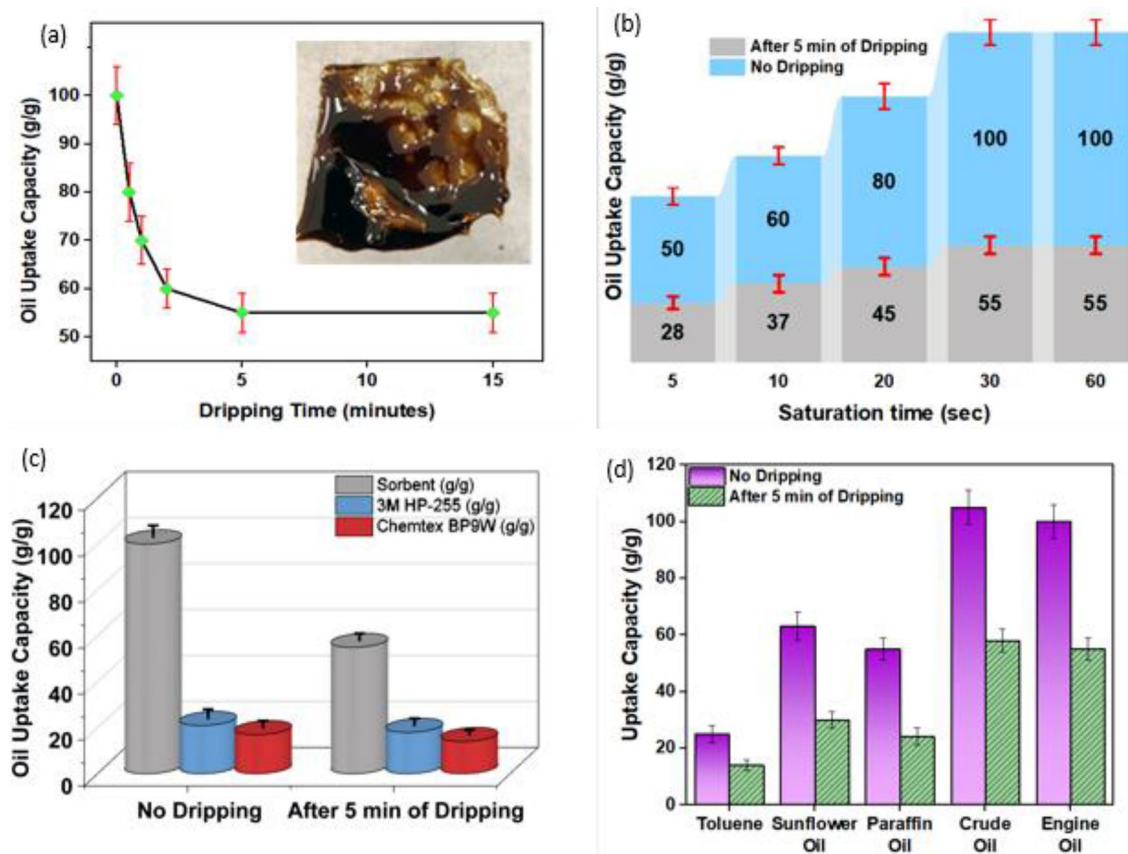 (a)
Oil Uptake Capacity (g/g)
100
90
80
70
60
50
0
5
10
15
Dripping Time (minutes)
(b)
After 5 min of Dripping
No Dripping
Oil Uptake Capacity (g/g)
50
60
80
100
100
28
37
45
55
55
5
10
20
30
60
Saturation time (sec)
(c)
Sorbent (g/g)
3M HP-255 (g/g)
Chemtex BP9W (g/g)
Oil Uptake Capacity (g/g)
120
100
80
60
40
20
0
No Dripping
After 5 min of Dripping
(d)
No Dripping
After 5 min of Dripping
Uptake Capacity (g/g)
120
100
80
60
40
20
0
Toluene
Sunflower
Oil
Paraffin
Oil
Crude
Oil
Engine
Oil